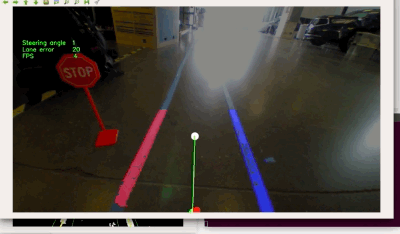 Steering angle 1
Lane error 20
FPS 4
STOP